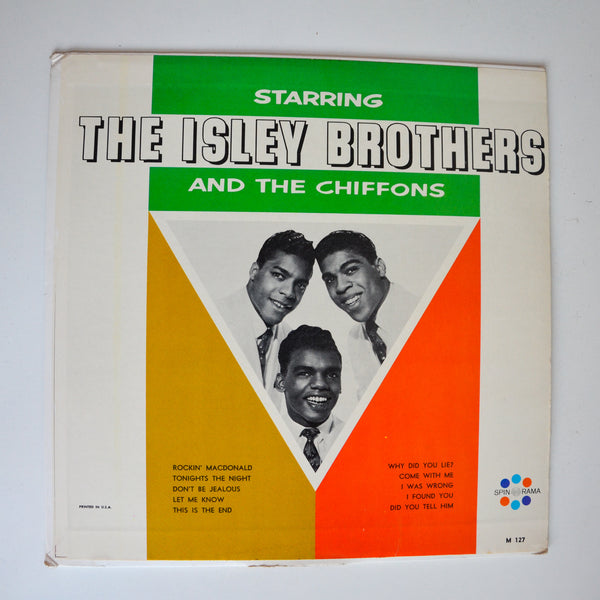 STARRING
THE ISLEY BROTHERS
AND THE CHIFFONS
ROCKIN' MACDONALD
TONIGHTS THE NIGHT
DON'T BE JEALOUS
LET ME KNOW
THIS IS THE END
WHY DID YOU LIE?
COME WITH ME
I WAS WRONG
I FOUND YOU
DID YOU TELL HIM
SPIN O RAMA
PRINTED IN U.S.A.
M 127